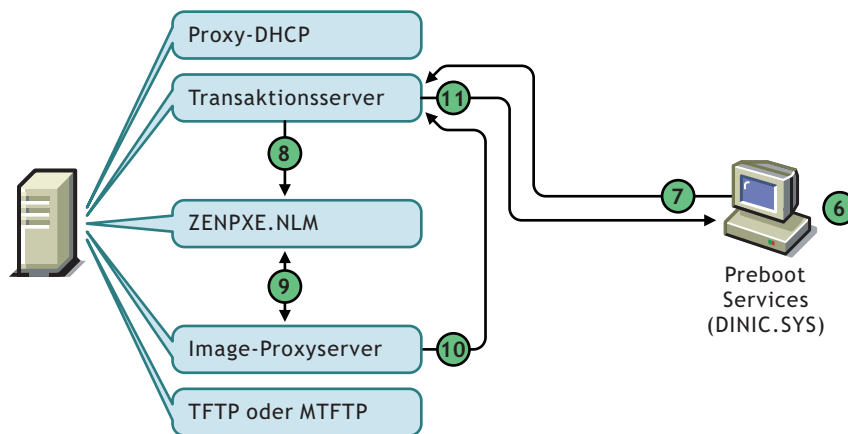 Proxy-DHCP
Transaktionsserver
11
8
7
6
ZENPXE.NLM
9
Preboot
Services
(DINIC.SYS)
Image-Proxyserver
10
TFTP oder MTFTP